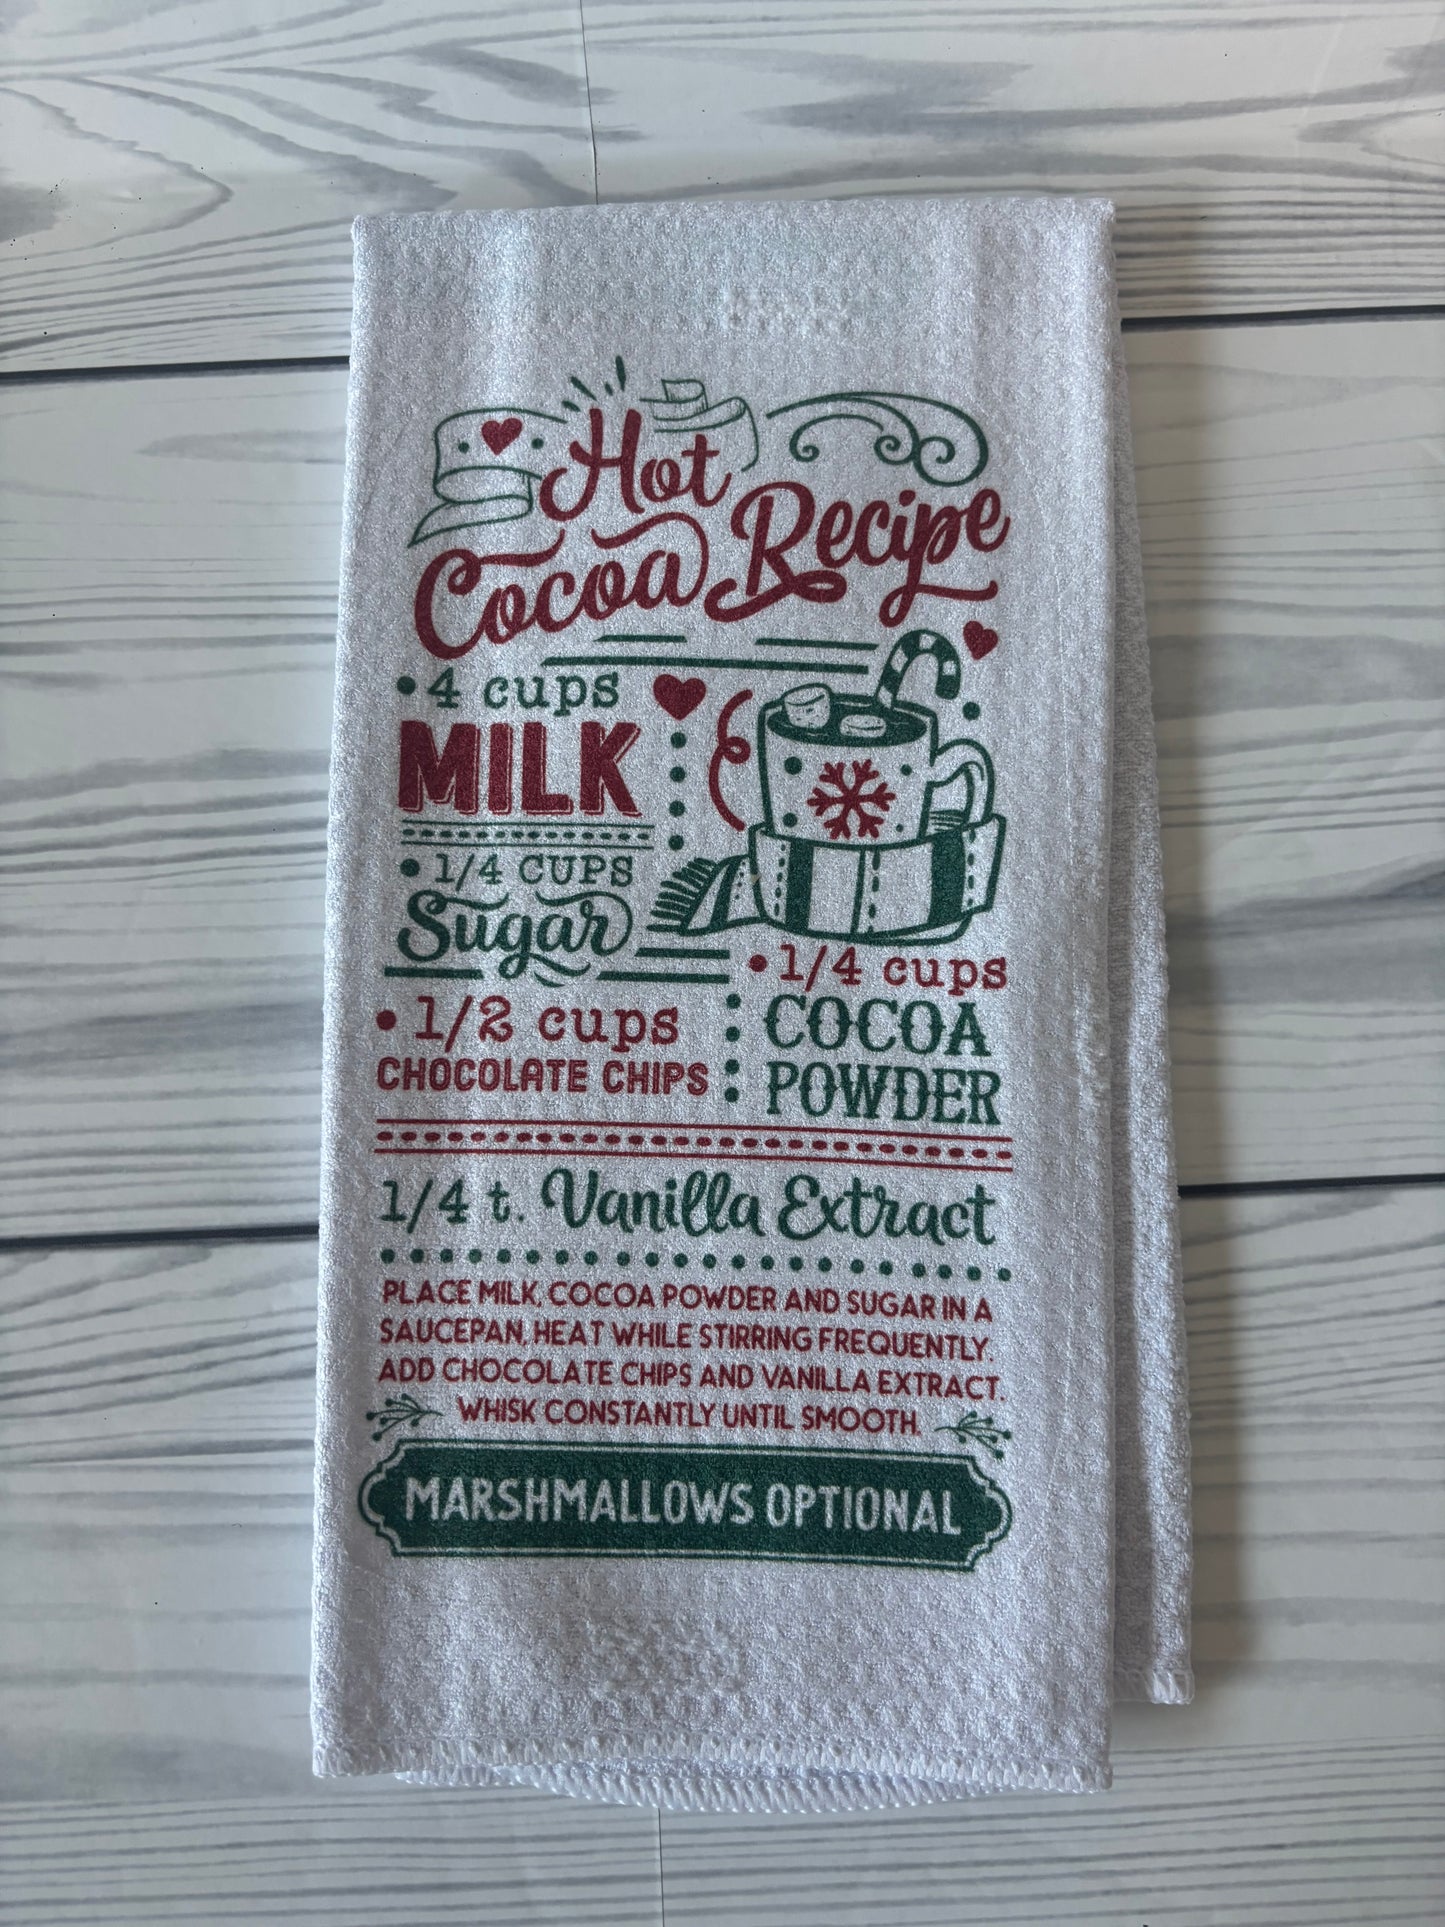 Hot
Cocoa Recipe
• 4 cups
MILK
• 1/4 CUPS
Sugar
• 1/2 cups
CHOCOLATE CHIPS
• 1/4 cups
COCOA
POWDER
1/4 t. Vanilla Extract
PLACE MILK, COCOA POWDER AND SUGAR IN A
SAUCEPAN, HEAT WHILE STIRRING FREQUENTLY.
ADD CHOCOLATE CHIPS AND VANILLA EXTRACT.
WHISK CONSTANTLY UNTIL SMOOTH.
MARSHMALLOWS OPTIONAL